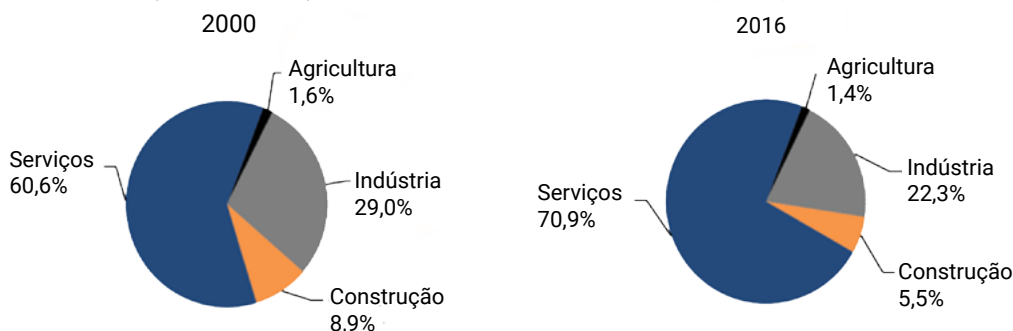 2000
Agricultura
1,6%
Serviços
60,6%
Indústria
29,0%
Construção
8,9%
2016
Agricultura
1,4%
Serviços
70,9%
Indústria
22,3%
Construção
5,5%